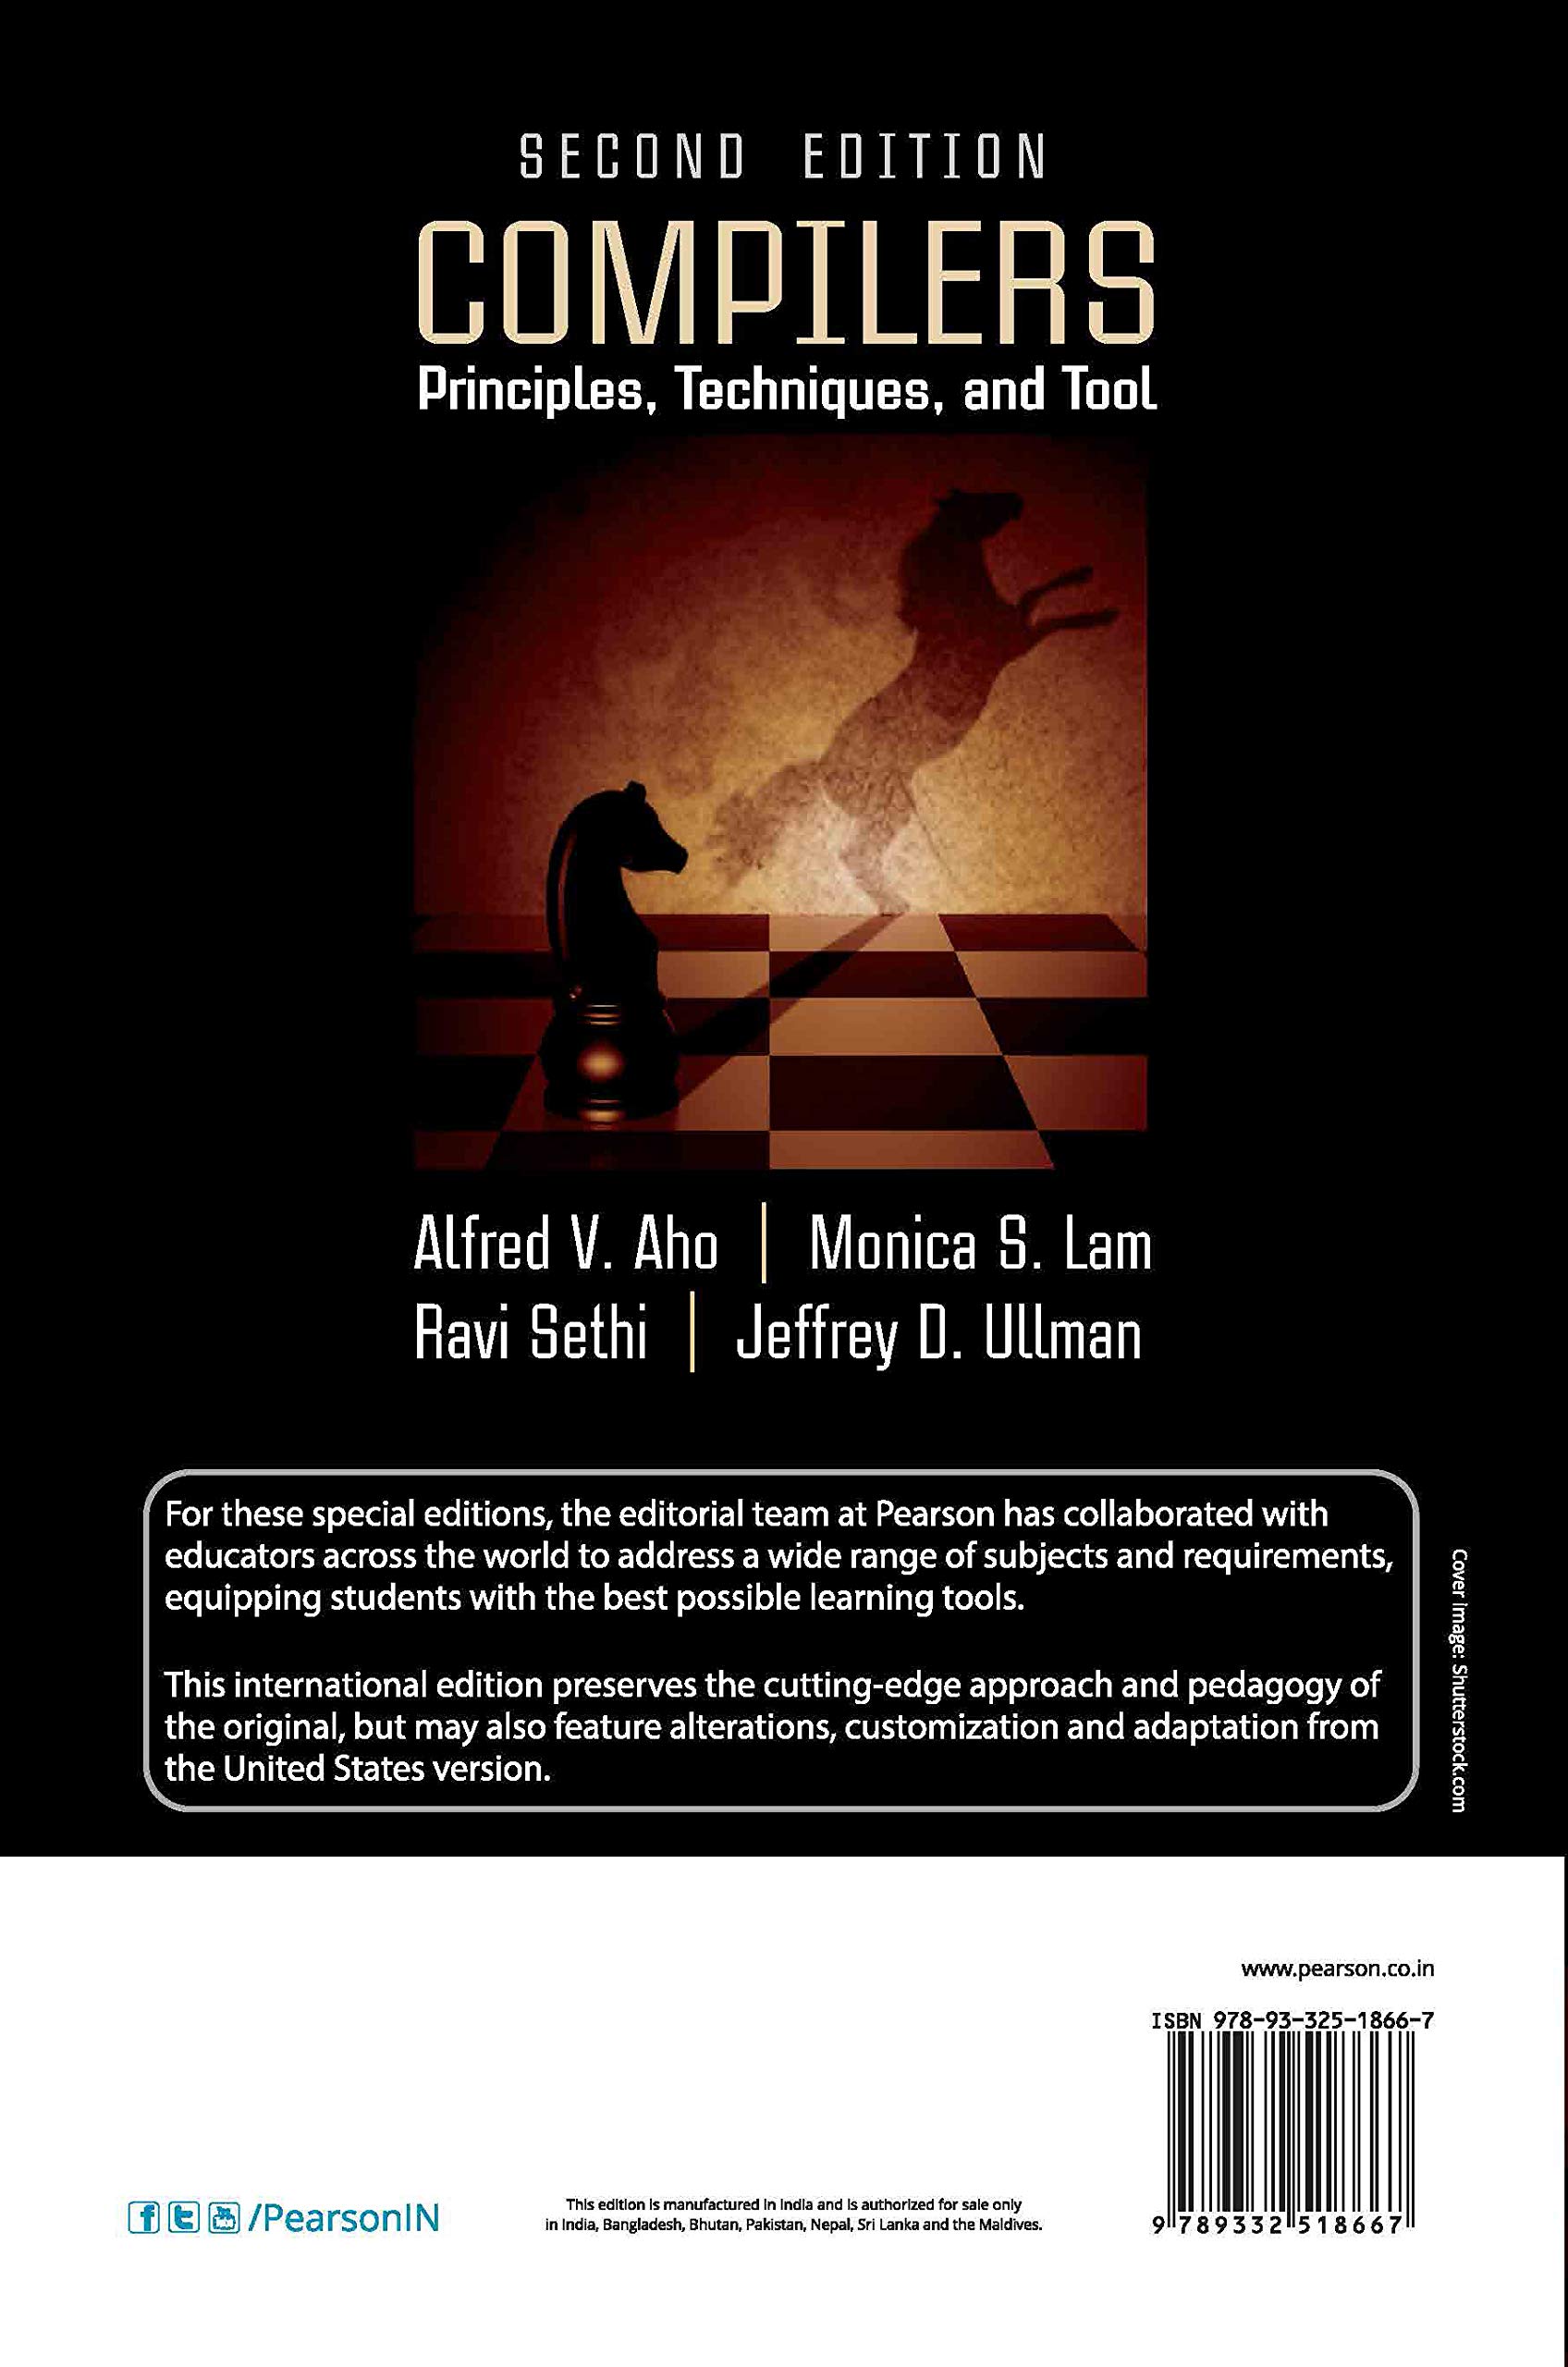 SECOND EDITION
COMPILERS
Principles, Techniques, and Tool
Alfred V. Aho | Monica S. Lam
Ravi Sethi | Jeffrey D. Ullman
For these special editions, the editorial team at Pearson has collaborated with
educators across the world to address a wide range of subjects and requirements,
equipping students with the best possible learning tools.
This international edition preserves the cutting-edge approach and pedagogy of
the original, but may also feature alterations, customization and adaptation from
the United States version.
Cover image: Shutterstock.com
www.pearson.co.in
ISBN 978-93-325-1866-7
9 789332 518667
/PearsonIN
This edition is manufactured in India and is authorized for sale only
in India, Bangladesh, Bhutan, Pakistan, Nepal, Sri Lanka and the Maldives.